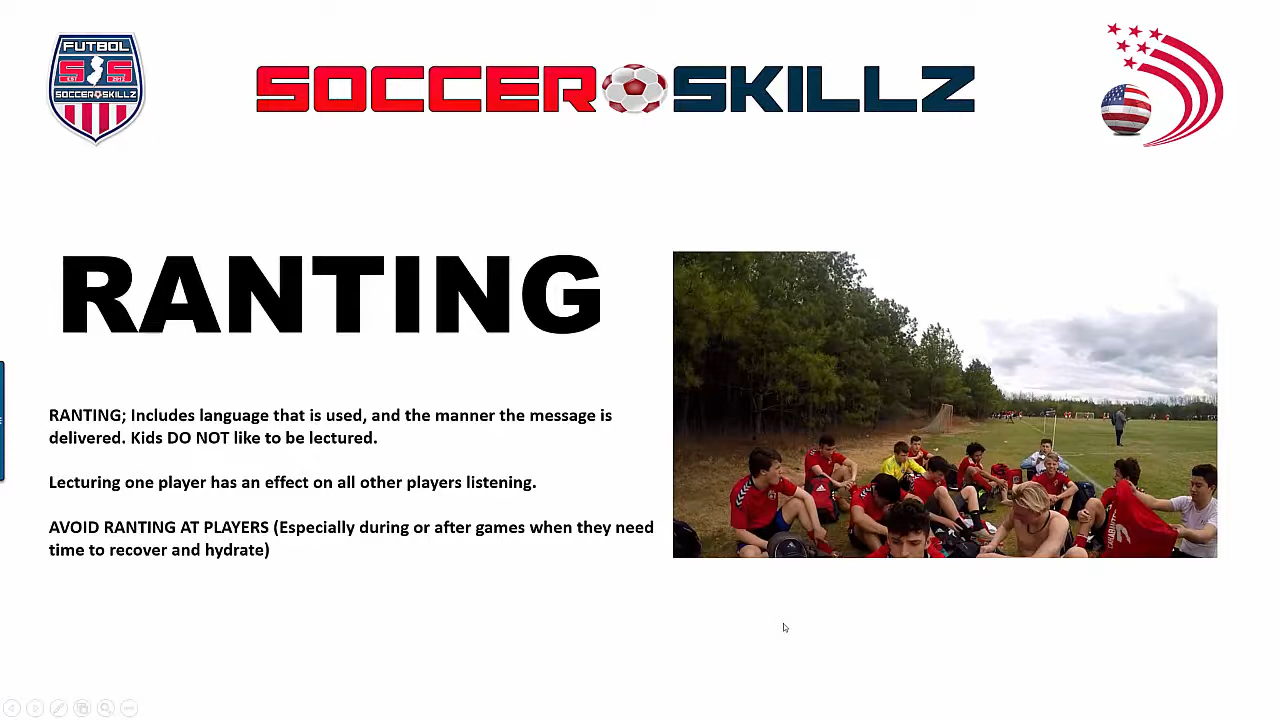 FUTBOL
SS
SOCCER SKILLZ
SOCCER SKILLZ
RANTING
RANTING; Includes language that is used, and the manner the message is
delivered. Kids DO NOT like to be lectured.
Lecturing one player has an effect on all other players listening.
AVOID RANTING AT PLAYERS (Especially during or after games when they need
time to recover and hydrate)